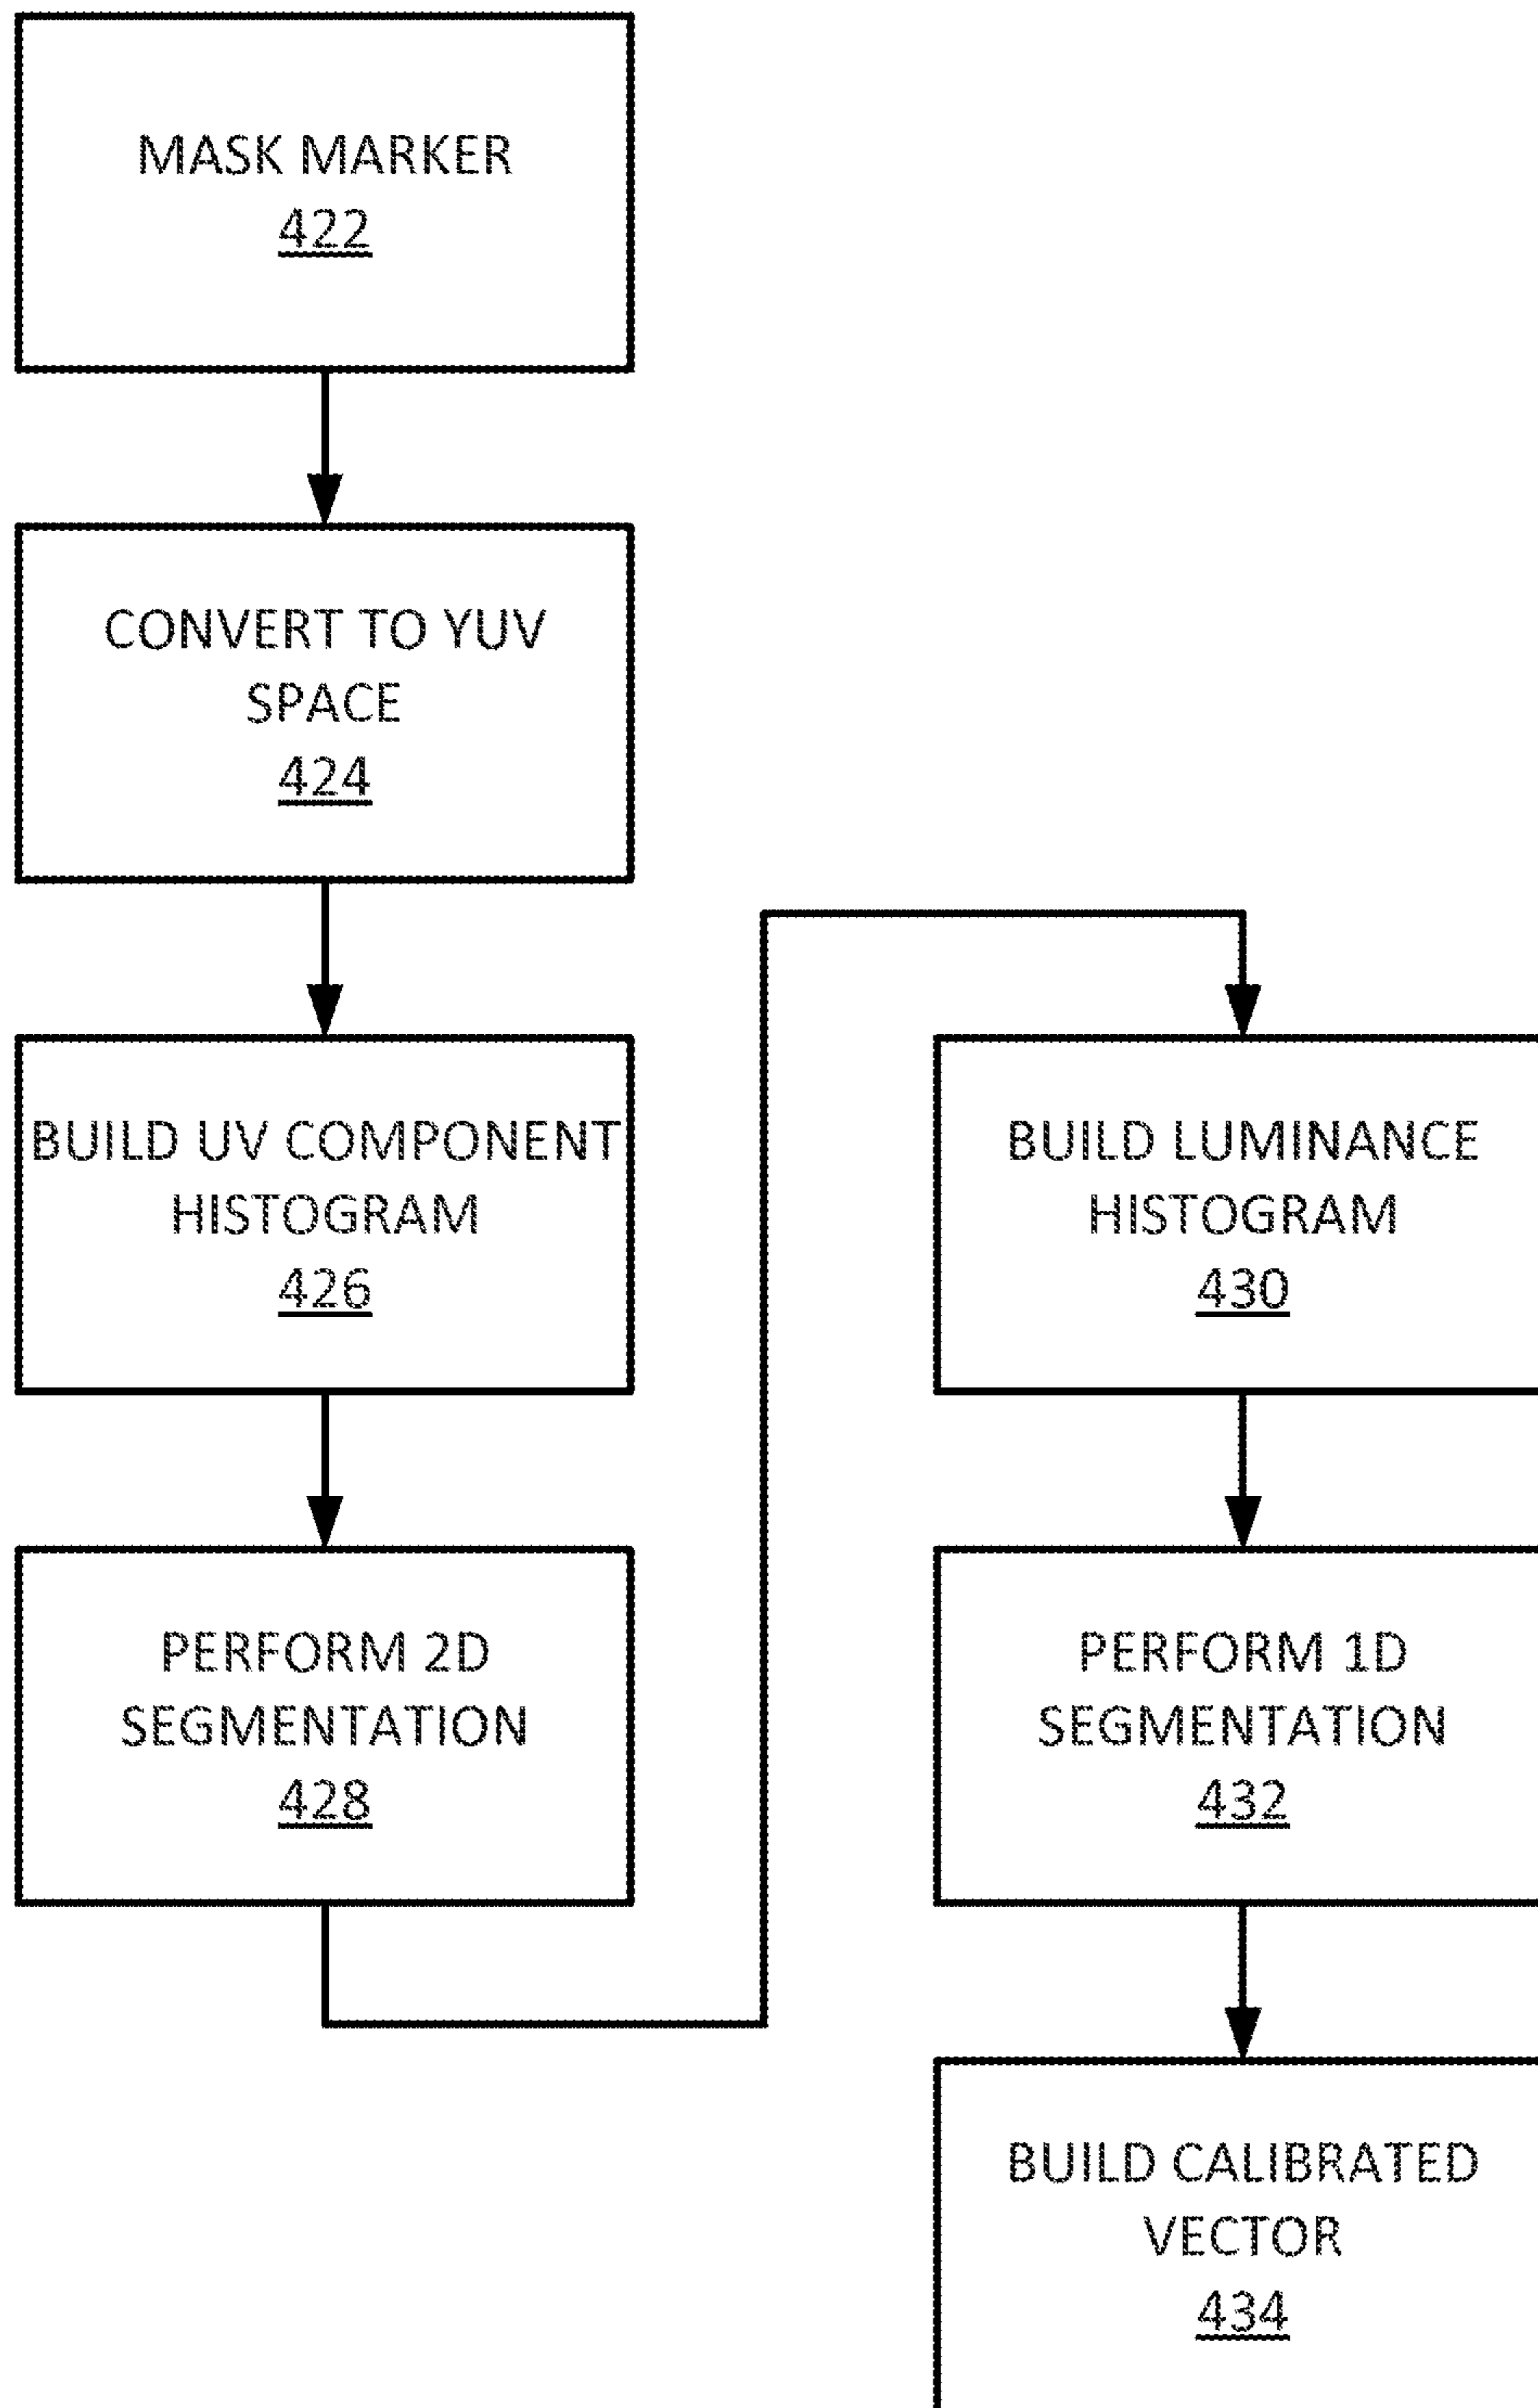 MASK MARKER
422
CONVERT TO YUV
SPACE
424
BUILD UV COMPONENT
HISTOGRAM
426
PERFORM 2D
SEGMENTATION
428
BUILD LUMINANCE
HISTOGRAM
430
PERFORM 1D
SEGMENTATION
432
BUILD CALIBRATED
VECTOR
434